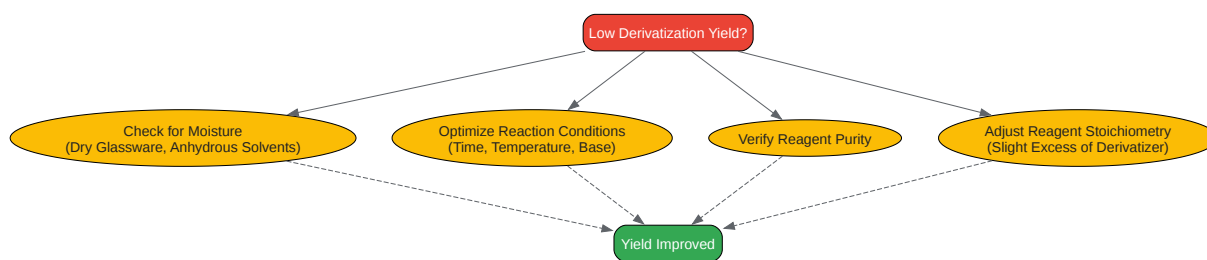 Low Derivatization Yield?
Check for Moisture
(Dry Glassware, Anhydrous Solvents)
Optimize Reaction Conditions
(Time, Temperature, Base)
Verify Reagent Purity
Adjust Reagent Stoichiometry
(Slight Excess of Derivatizer)
Yield Improved